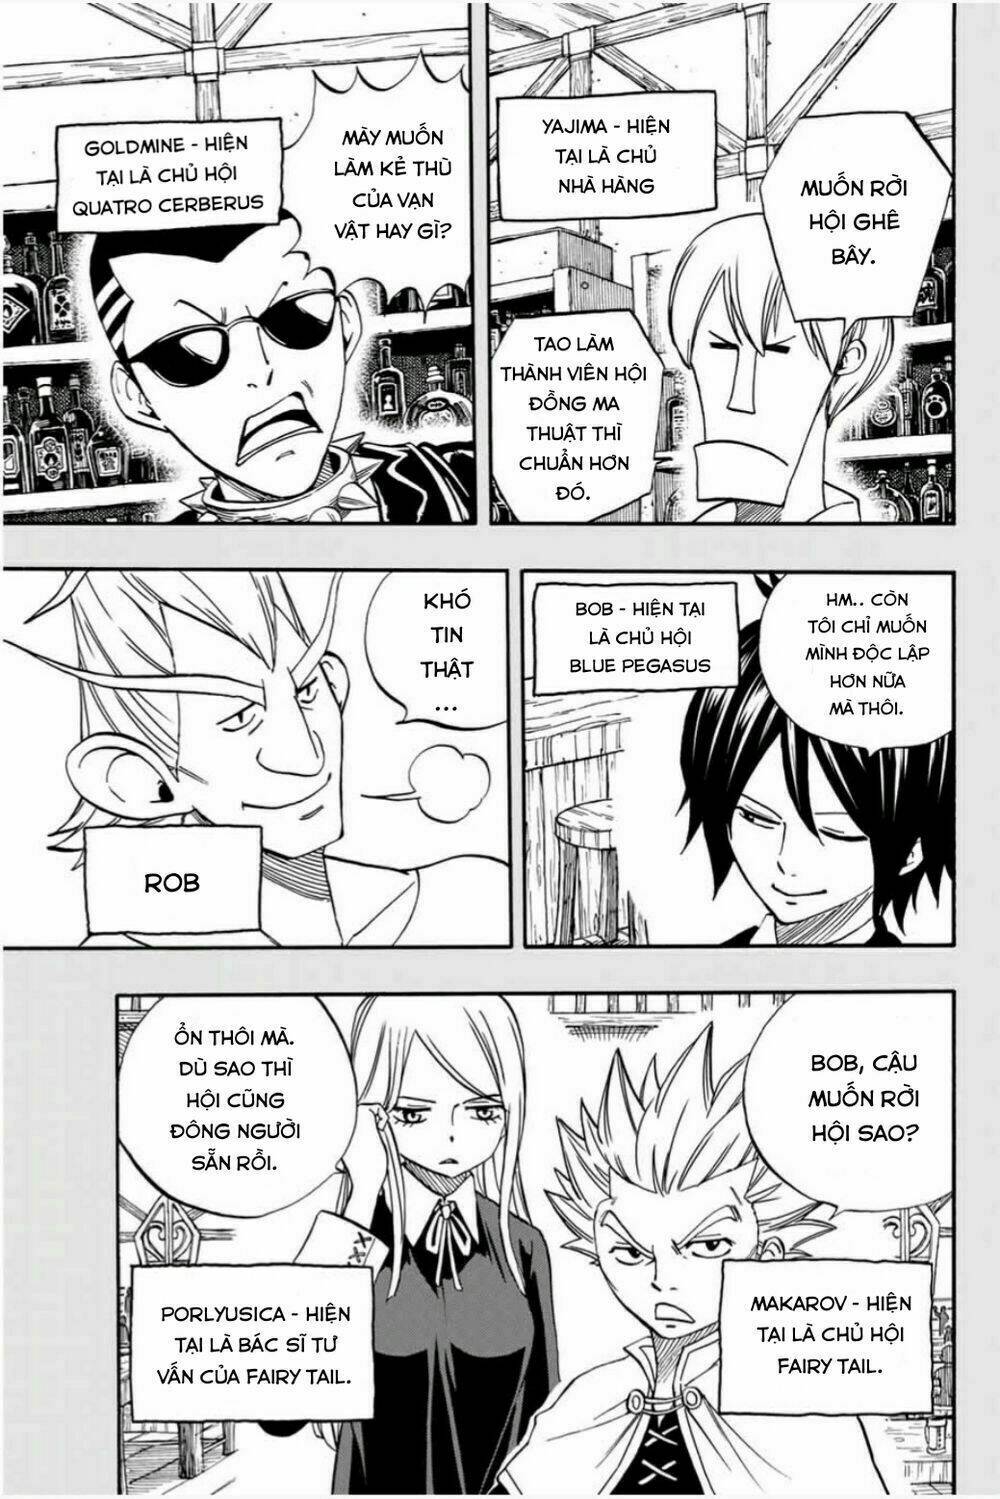 MUỐN RỜI
HỘI GHÊ
BÂY.
YAJIMA - HIỆN
TẠI LÀ CHỦ
NHÀ HÀNG
TAO LÀM
THÀNH VIÊN HỘI
ĐỒNG MA
THUẬT THÌ
CHUẨN HƠN
ĐÓ.
MÀY MUỐN
LÀM KẺ THÙ
CỦA VẠN
VẬT HAY GÌ?
GOLDMINE - HIỆN
TẠI LÀ CHỦ HỘI
QUATRO CERBERUS
HM.. CÒN
TÔI CHỈ MUỐN
MÌNH ĐỘC LẬP
HƠN NỮA
MÀ THÔI.
BOB - HIỆN TẠI
LÀ CHỦ HỘI
BLUE PEGASUS
KHÓ
TIN
THẬT
...
ROB
BOB, CẬU
MUỐN RỜI
HỘI SAO?
MAKAROV - HIỆN
TẠI LÀ CHỦ HỘI
FAIRY TAIL.
ỔN THÔI MÀ.
DÙ SAO THÌ
HỘI CŨNG
ĐÔNG NGƯỜI
SẴN RỒI.
PORLYUSICA - HIỆN
TẠI LÀ BÁC SĨ TƯ
VẤN CỦA FAIRY TAIL.